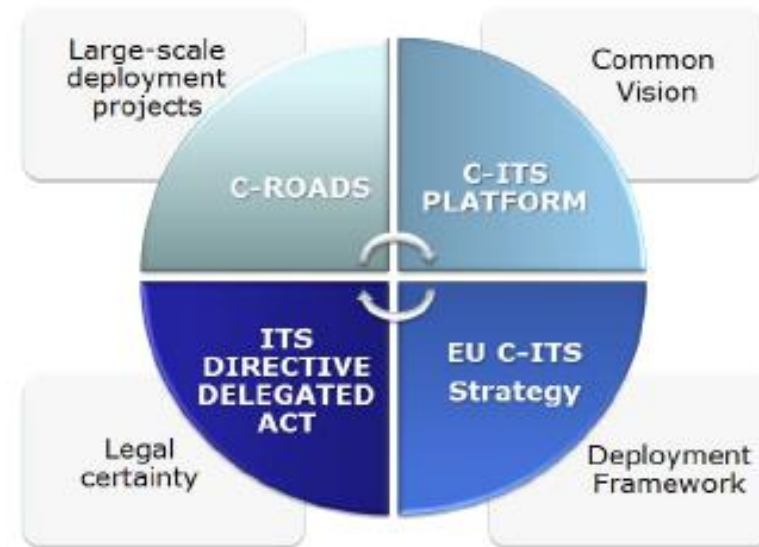 Large-scale
deployment
projects
Common
Vision
C-ROADS
C-ITS
PLATFORM
ITS
DIRECTIVE
DELEGATED
ACT
EU C-ITS
Strategy
Legal
certainty
Deployment
Framework